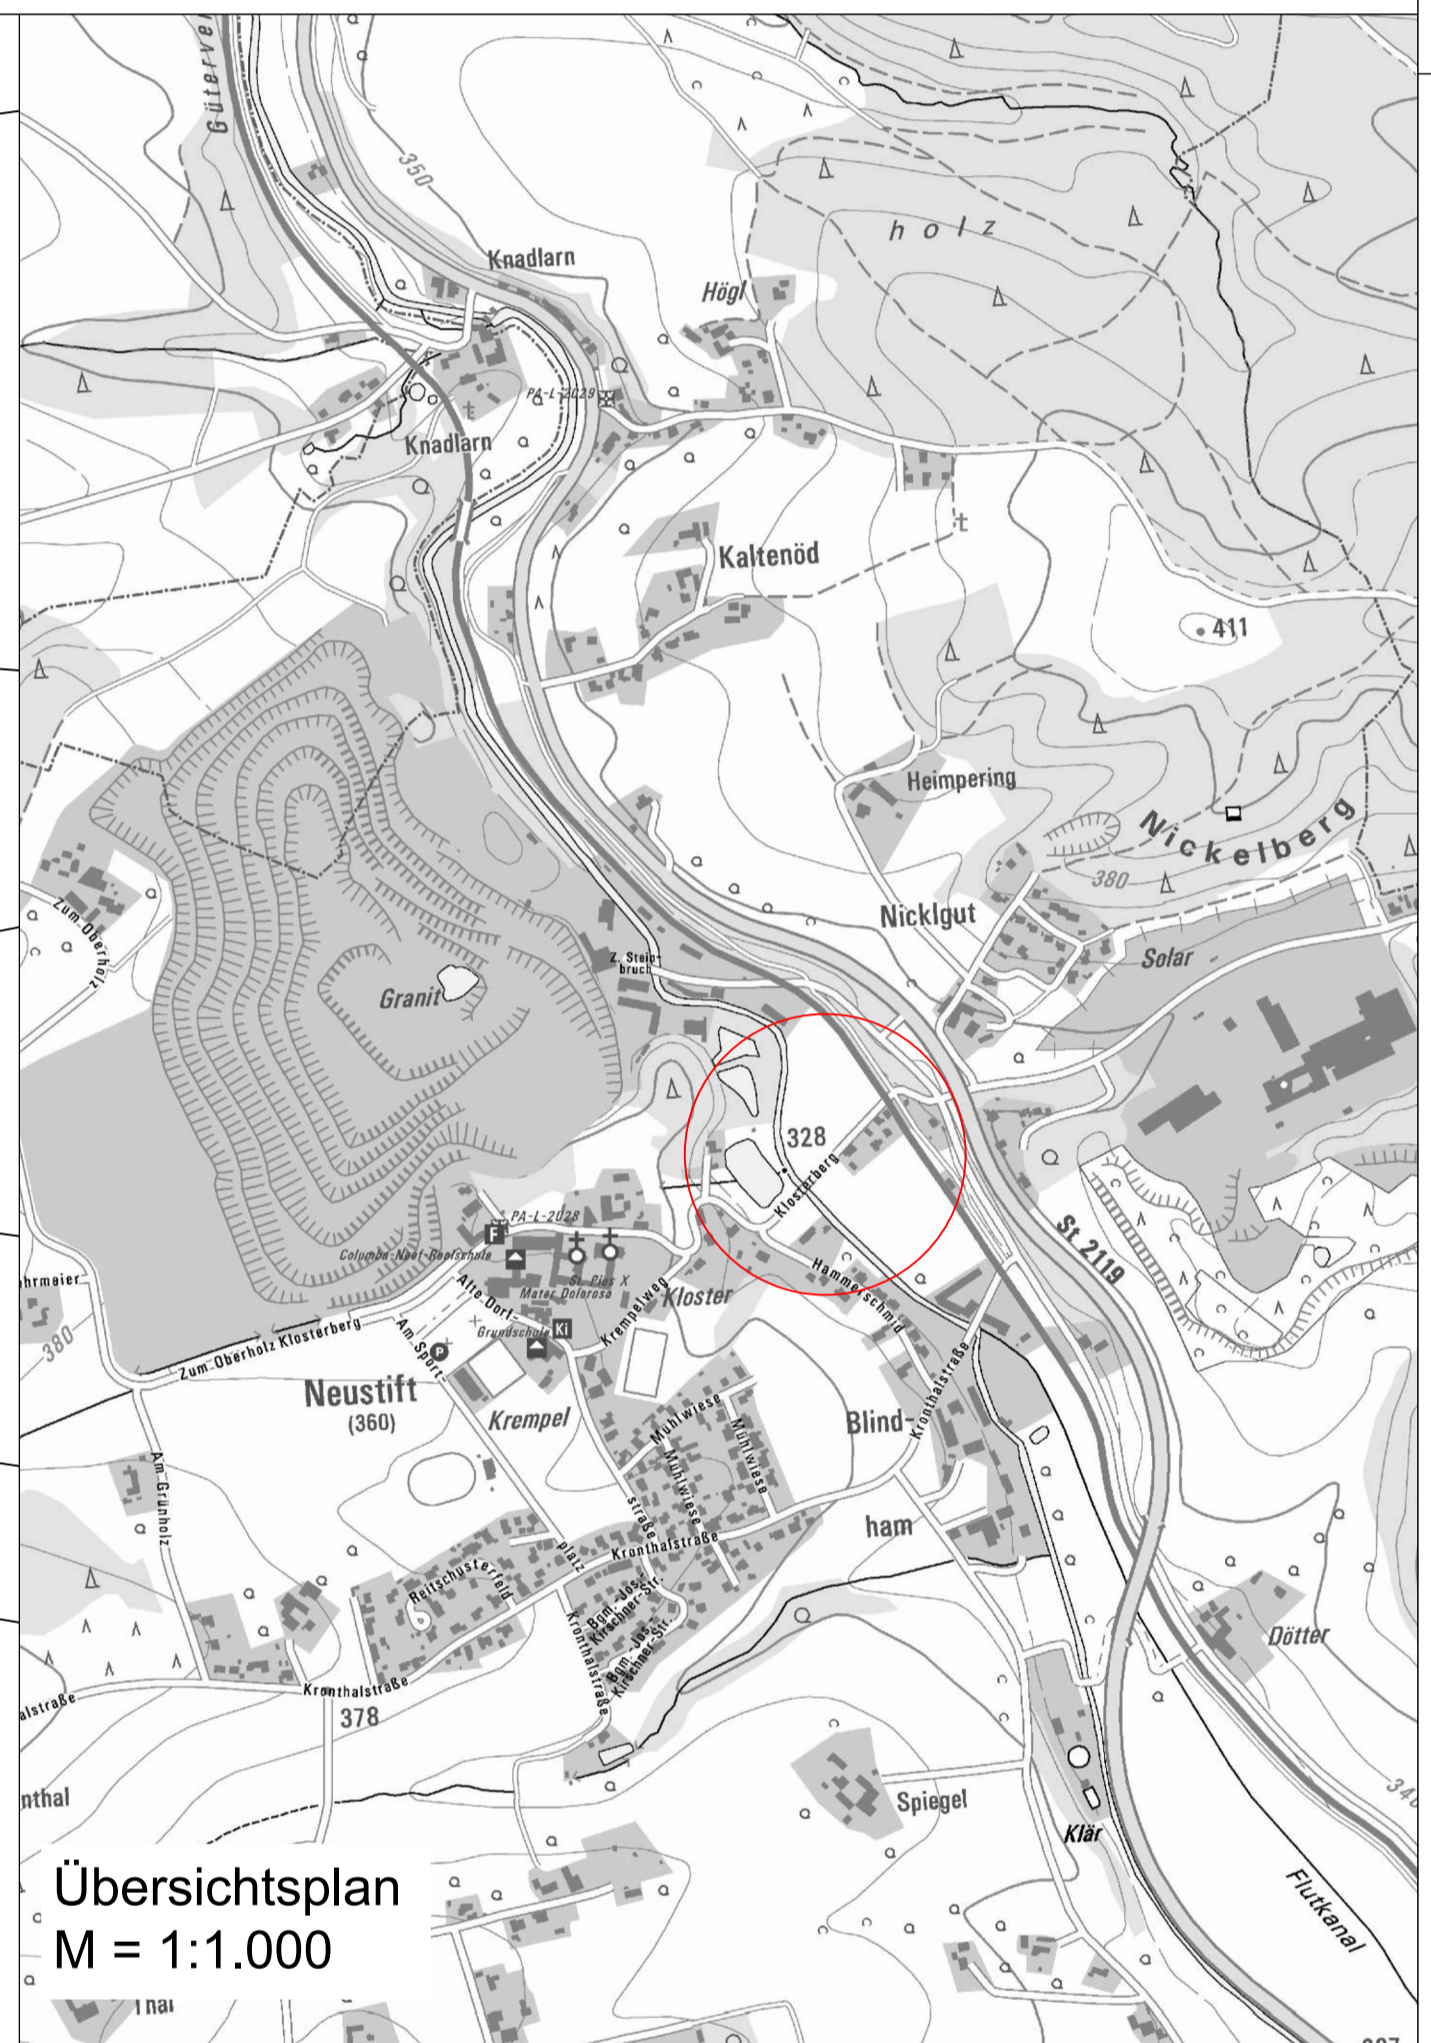 Güterve
350
Knadlarn
Högl
holz
PA-L-2029
Knadlarn
Kaltenöd
411
Heimpering
Nickelberg
380
Nicklgut
Zum Oberholz
Z. Stein-
bruch
Solar
Granit
328
Klosterberg
PA-L-2028
F
Columba-Neef-Realschule
St. Pius X
Mater Dolorosa
St 2119
Hammerschmid
Kloster
Krempelweg
Alte Dorf-
Grundschule
Ki
hrmeier
380
Zum Oberholz Klosterberg
Am Sport-
P
Neustift
(360)
Krempel
Mühlwiese
Mühlwiese
Mühlwiese
Blind-
Kronthalstraße
Am Grünholz
straße
ham
platz
Kronthalstraße
Reitschusterfeld
Bgm.-Jos.-
Kirschner-Str.
Bgm.-Jos.-
Kirschner-Str.
Kronthalstraße
Dötter
Kronthalstraße
alstraße
378
nthal
Spiegel
340
Klär
Flutkanal
Übersichtsplan
M = 1:1.000
Thal